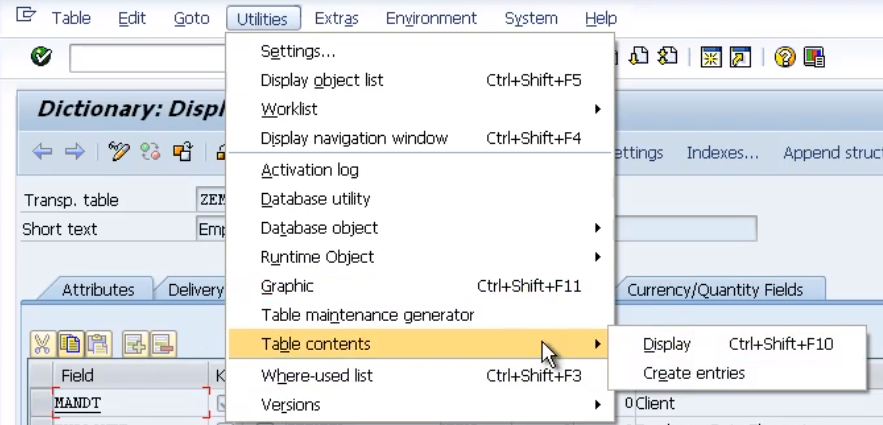 Table Edit Goto Utilities Extras Environment System Help
Settings...
Display object list Ctrl+Shift+F5
Worklist
Display navigation window Ctrl+Shift+F4
Activation log
Database utility
Database object
Runtime Object
Graphic Ctrl+Shift+F11
Table maintenance generator
Table contents
Where-used list Ctrl+Shift+F3
Versions
Display Ctrl+Shift+F10
Create entries
Dictionary: Displ
ettings Indexes... Append struct
Transp. table ZEM
Short text Emp
Attributes Delivery Currency/Quantity Fields
Field K
MANDT 0 Client